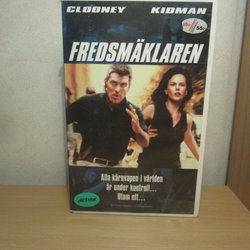 CLOONEY KIDMAN
FREDSMÄKLAREN
Alla kärnvapen i världen
är under kontroll...
Utom ett...